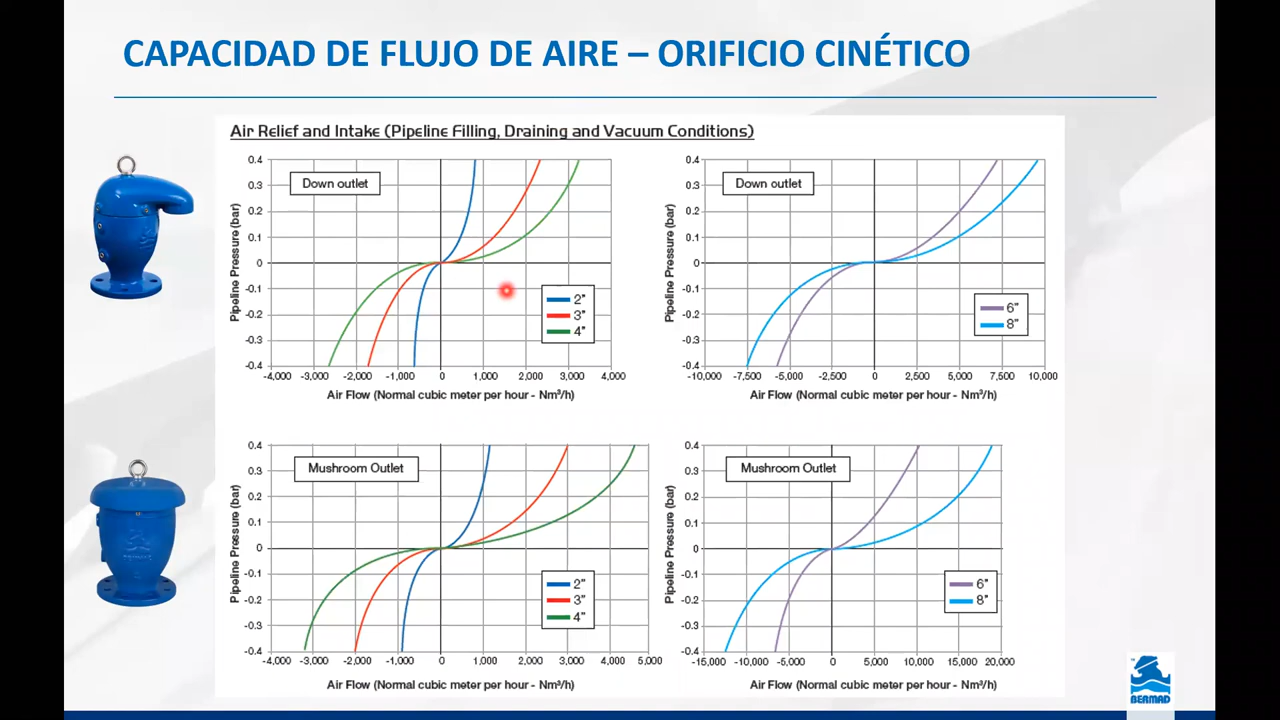 CAPACIDAD DE FLUJO DE AIRE – ORIFICIO CINÉTICO
Air Relief and Intake (Pipeline Filling, Draining and Vacuum Conditions)
Down outlet
Pipeline Pressure (bar)
0.4
0.3
0.2
0.1
0
-0.1
-0.2
-0.3
-0.4
2"
3"
4"
-4,000 -3,000 -2,000 -1,000 0 1,000 2,000 3,000 4,000
Air Flow (Normal cubic meter per hour - Nm³/h)
Down outlet
Pipeline Pressure (bar)
0.4
0.3
0.2
0.1
0
-0.1
-0.2
-0.3
-0.4
6"
8"
-10,000 -7,500 -5,000 -2,500 0 2,500 5,000 7,500 10,000
Air Flow (Normal cubic meter per hour - Nm³/h)
Mushroom Outlet
Pipeline Pressure (bar)
0.4
0.3
0.2
0.1
0
-0.1
-0.2
-0.3
-0.4
2"
3"
4"
-4,000 -3,000 -2,000 -1,000 0 1,000 2,000 3,000 4,000 5,000
Air Flow (Normal cubic meter per hour - Nm³/h)
Mushroom Outlet
Pipeline Pressure (bar)
0.4
0.3
0.2
0.1
0
-0.1
-0.2
-0.3
-0.4
6"
8"
-15,000 -10,000 -5,000 0 5,000 10,000 15,000 20,000
Air Flow (Normal cubic meter per hour - Nm³/h)
BERMAD